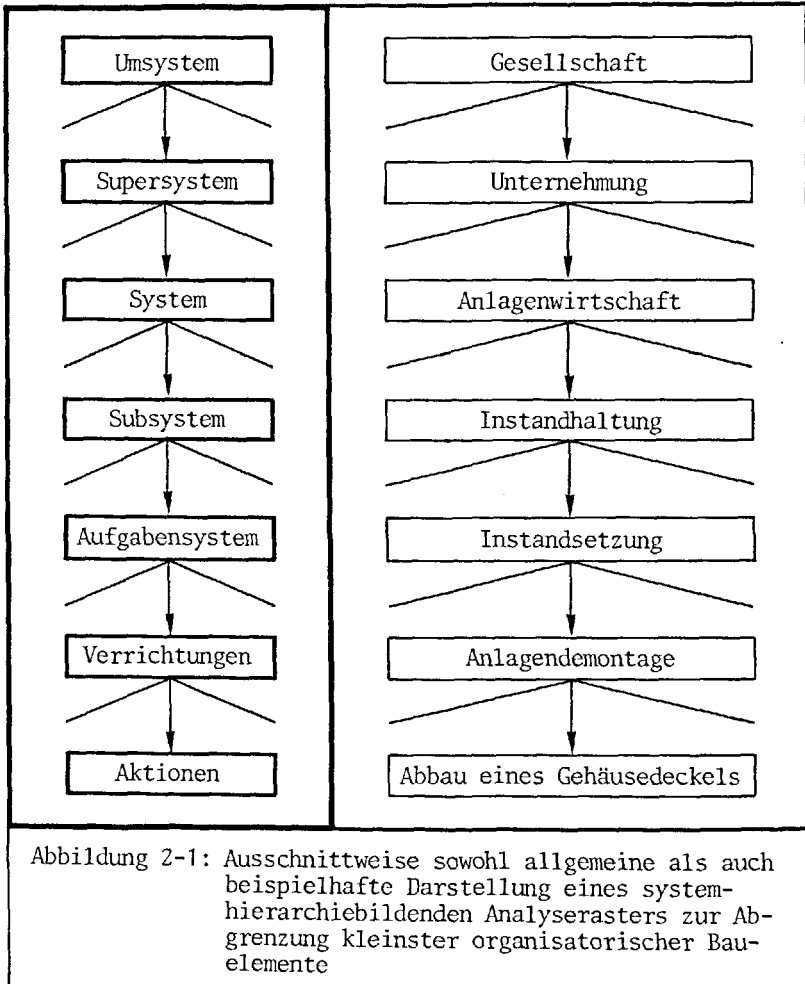 Umsystem
Gesellschaft
Supersystem
Unternehmung
System
Anlagenwirtschaft
Subsystem
Instandhaltung
Aufgabensystem
Instandsetzung
Verrichtungen
Anlagendemontage
Aktionen
Abbau eines Gehäusedeckels
Abbildung 2-1: Ausschnittweise sowohl allgemeine als auch
beispielhafte Darstellung eines system-
hierarchiebildenden Analyserasters zur Ab-
grenzung kleinster organisatorischer Bau-
elemente